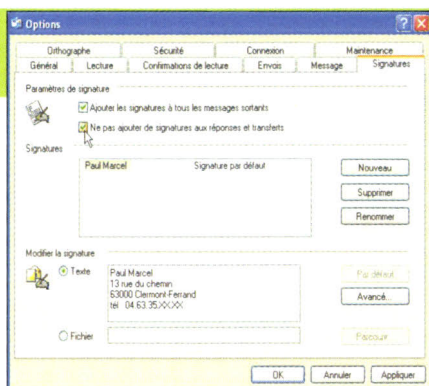 Options
Orthographe Sécurité Connexion Maintenance
Général Lecture Confirmations de lecture Envois Message Signatures
Paramètres de signature
Ajouter les signatures à tous les messages sortants
Ne pas ajouter de signatures aux réponses et transferts
Signatures
Paul Marcel Signature par défaut
Nouveau
Supprimer
Renommer
Modifier la signature
Texte
Paul Marcel
13 rue du chemin
63000 Clermont-Ferrand
tél : 04.63.35.XX.XX
Par défaut
Avancé...
Fichier
Parcourir
OK Annuler Appliquer